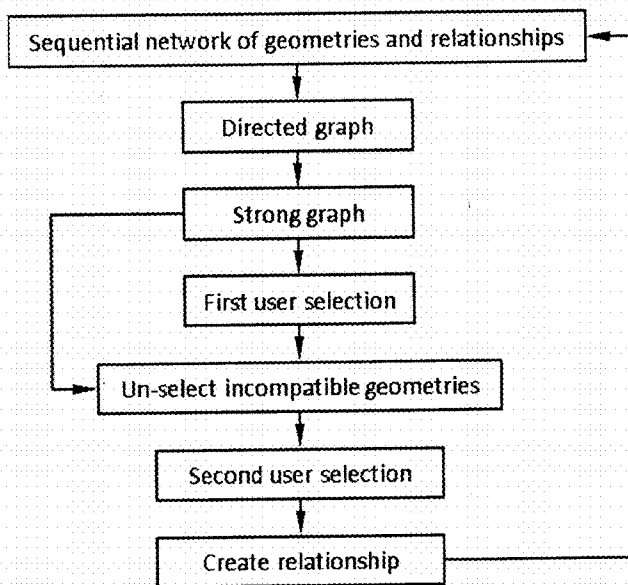 Sequential network of geometries and relationships
Directed graph
Strong graph
First user selection
Un-select incompatible geometries
Second user selection
Create relationship